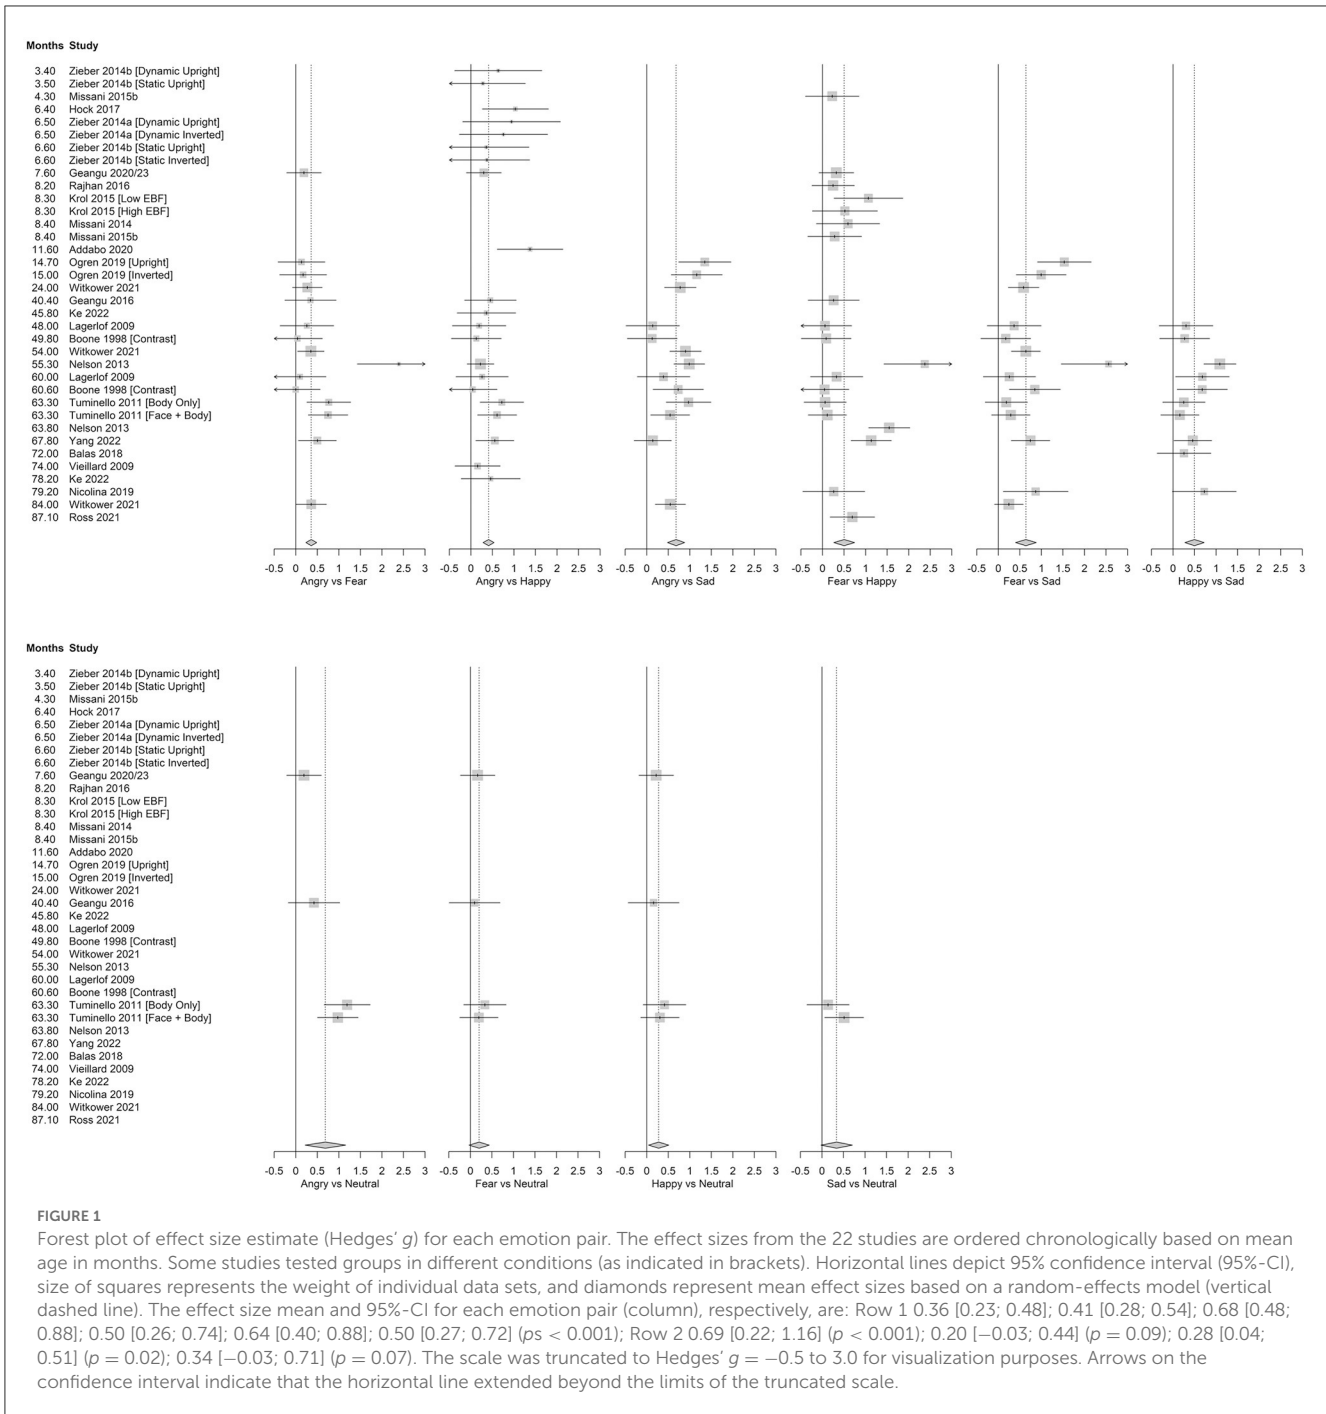 Months Study
3.40 Zieber 2014b [Dynamic Upright]
3.50 Zieber 2014b [Static Upright]
4.30 Missani 2015b
6.40 Hock 2017
6.50 Zieber 2014a [Dynamic Upright]
6.50 Zieber 2014a [Dynamic Inverted]
6.60 Zieber 2014b [Static Upright]
6.60 Zieber 2014b [Static Inverted]
7.60 Geangu 2020/23
8.20 Rajhan 2016
8.30 Krol 2015 [Low EBF]
8.30 Krol 2015 [High EBF]
8.40 Missani 2014
8.40 Missani 2015b
11.60 Addabo 2020
14.70 Ogren 2019 [Upright]
15.00 Ogren 2019 [Inverted]
24.00 Witkower 2021
40.40 Geangu 2016
45.80 Ke 2022
48.00 Lagerlof 2009
49.80 Boone 1998 [Contrast]
54.00 Witkower 2021
55.30 Nelson 2013
60.00 Lagerlof 2009
60.60 Boone 1998 [Contrast]
63.30 Tuminello 2011 [Body Only]
63.30 Tuminello 2011 [Face + Body]
63.80 Nelson 2013
67.80 Yang 2022
72.00 Balas 2018
74.00 Vieillard 2009
78.20 Ke 2022
79.20 Nicolina 2019
84.00 Witkower 2021
87.10 Ross 2021
-0.5 0 0.5 1 1.5 2 2.5 3 -0.5 0 0.5 1 1.5 2 2.5 3 -0.5 0 0.5 1 1.5 2 2.5 3 -0.5 0 0.5 1 1.5 2 2.5 3 -0.5 0 0.5 1 1.5 2 2.5 3 -0.5 0 0.5 1 1.5 2 2.5 3
Angry vs Fear Angry vs Happy Angry vs Sad Fear vs Happy Fear vs Sad Happy vs Sad
Months Study
3.40 Zieber 2014b [Dynamic Upright]
3.50 Zieber 2014b [Static Upright]
4.30 Missani 2015b
6.40 Hock 2017
6.50 Zieber 2014a [Dynamic Upright]
6.50 Zieber 2014a [Dynamic Inverted]
6.60 Zieber 2014b [Static Upright]
6.60 Zieber 2014b [Static Inverted]
7.60 Geangu 2020/23
8.20 Rajhan 2016
8.30 Krol 2015 [Low EBF]
8.30 Krol 2015 [High EBF]
8.40 Missani 2014
8.40 Missani 2015b
11.60 Addabo 2020
14.70 Ogren 2019 [Upright]
15.00 Ogren 2019 [Inverted]
24.00 Witkower 2021
40.40 Geangu 2016
45.80 Ke 2022
48.00 Lagerlof 2009
49.80 Boone 1998 [Contrast]
54.00 Witkower 2021
55.30 Nelson 2013
60.00 Lagerlof 2009
60.60 Boone 1998 [Contrast]
63.30 Tuminello 2011 [Body Only]
63.30 Tuminello 2011 [Face + Body]
63.80 Nelson 2013
67.80 Yang 2022
72.00 Balas 2018
74.00 Vieillard 2009
78.20 Ke 2022
79.20 Nicolina 2019
84.00 Witkower 2021
87.10 Ross 2021
-0.5 0 0.5 1 1.5 2 2.5 3 -0.5 0 0.5 1 1.5 2 2.5 3 -0.5 0 0.5 1 1.5 2 2.5 3 -0.5 0 0.5 1 1.5 2 2.5 3
Angry vs Neutral Fear vs Neutral Happy vs Neutral Sad vs Neutral
FIGURE 1
Forest plot of effect size estimate (Hedges' g) for each emotion pair. The effect sizes from the 22 studies are ordered chronologically based on mean
age in months. Some studies tested groups in different conditions (as indicated in brackets). Horizontal lines depict 95% confidence interval (95%-CI),
size of squares represents the weight of individual data sets, and diamonds represent mean effect sizes based on a random-effects model (vertical
dashed line). The effect size mean and 95%-CI for each emotion pair (column), respectively, are: Row 1 0.36 [0.23; 0.48]; 0.41 [0.28; 0.54]; 0.68 [0.48;
0.88]; 0.50 [0.26; 0.74]; 0.64 [0.40; 0.88]; 0.50 [0.27; 0.72] (ps < 0.001); Row 2 0.69 [0.22; 1.16] (p < 0.001); 0.20 [−0.03; 0.44] (p = 0.09); 0.28 [0.04;
0.51] (p = 0.02); 0.34 [−0.03; 0.71] (p = 0.07). The scale was truncated to Hedges' g = −0.5 to 3.0 for visualization purposes. Arrows on the
confidence interval indicate that the horizontal line extended beyond the limits of the truncated scale.